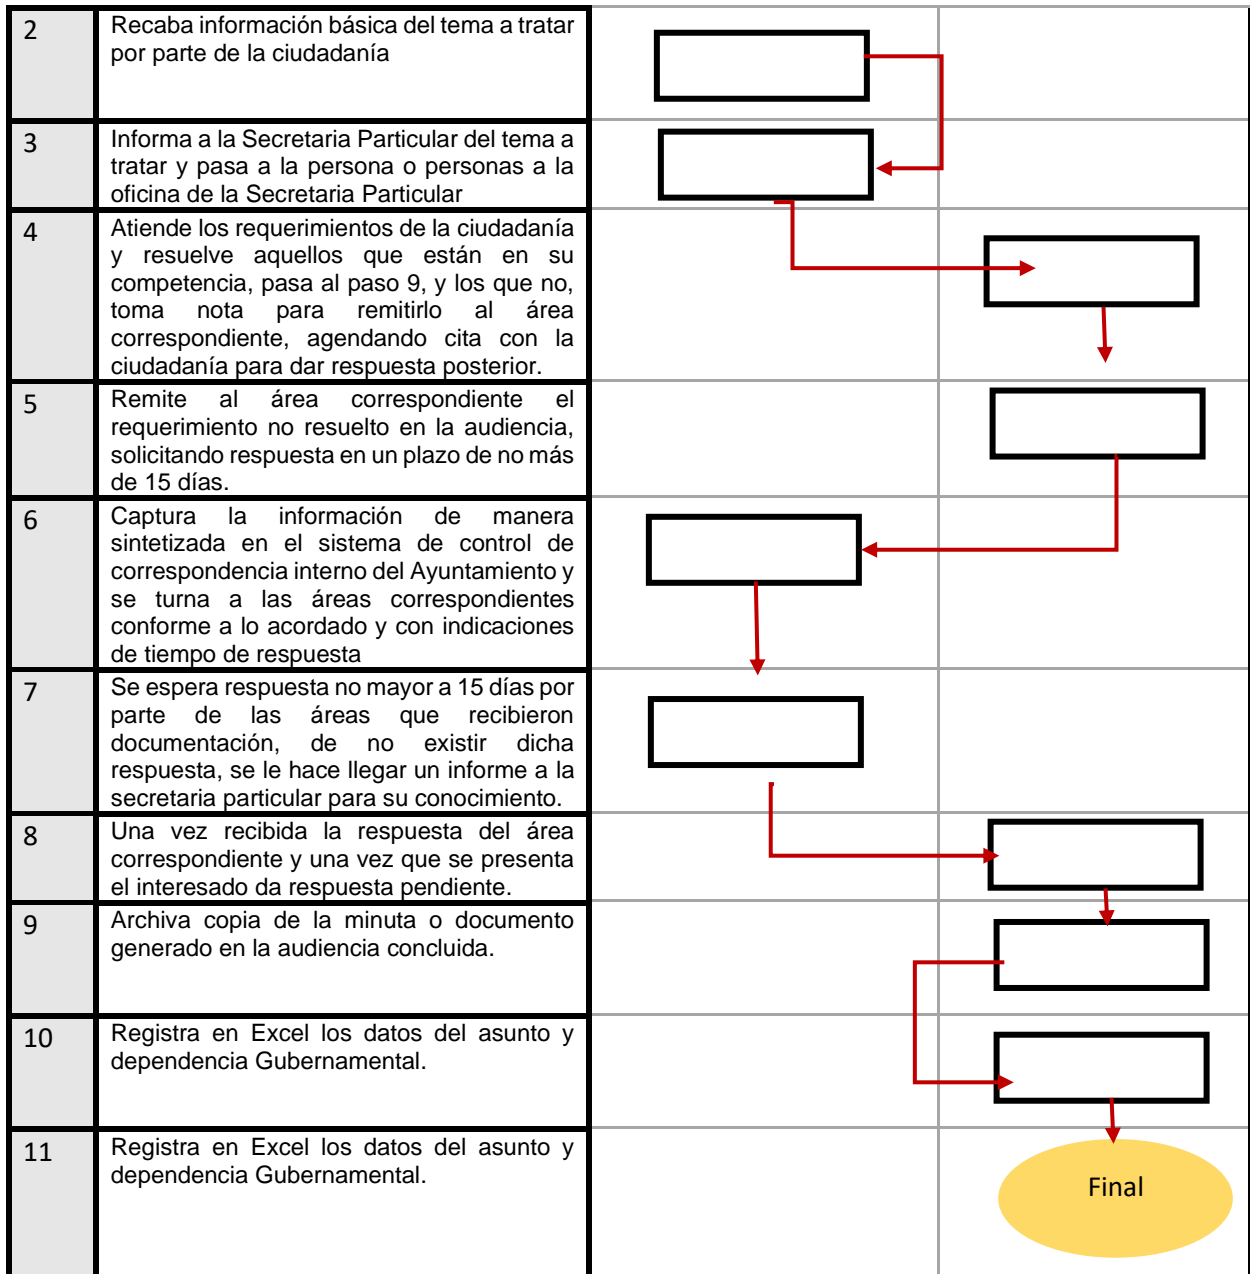 2
Recaba información básica del tema a tratar
por parte de la ciudadanía
3
Informa a la Secretaria Particular del tema a
tratar y pasa a la persona o personas a la
oficina de la Secretaria Particular
4
Atiende los requerimientos de la ciudadanía
y resuelve aquellos que están en su
competencia, pasa al paso 9, y los que no,
toma nota para remitirlo al área
correspondiente, agendando cita con la
ciudadanía para dar respuesta posterior.
5
Remite al área correspondiente el
requerimiento no resuelto en la audiencia,
solicitando respuesta en un plazo de no más
de 15 días.
6
Captura la información de manera
sintetizada en el sistema de control de
correspondencia interno del Ayuntamiento y
se turna a las áreas correspondientes
conforme a lo acordado y con indicaciones
de tiempo de respuesta
7
Se espera respuesta no mayor a 15 días por
parte de las áreas que recibieron
documentación, de no existir dicha
respuesta, se le hace llegar un informe a la
secretaria particular para su conocimiento.
8
Una vez recibida la respuesta del área
correspondiente y una vez que se presenta
el interesado da respuesta pendiente.
9
Archiva copia de la minuta o documento
generado en la audiencia concluida.
10
Registra en Excel los datos del asunto y
dependencia Gubernamental.
11
Registra en Excel los datos del asunto y
dependencia Gubernamental.
Final